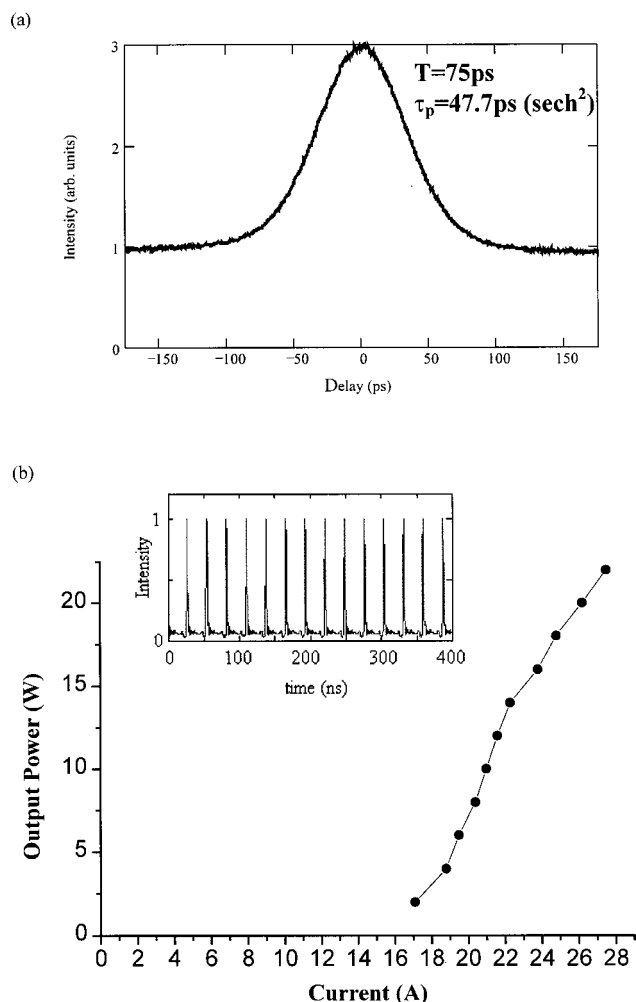 (a)
3
2
1
0
Intensity (arb. units)
T=75ps
τp=47.7ps (sech²)
−150 −100 −50 0 50 100 150
Delay (ps)
(b)
1
0
Intensity
0 100 200 300 400
time (ns)
20
15
10
5
0
Output Power (W)
0 2 4 6 8 10 12 14 16 18 20 22 24 26 28
Current (A)